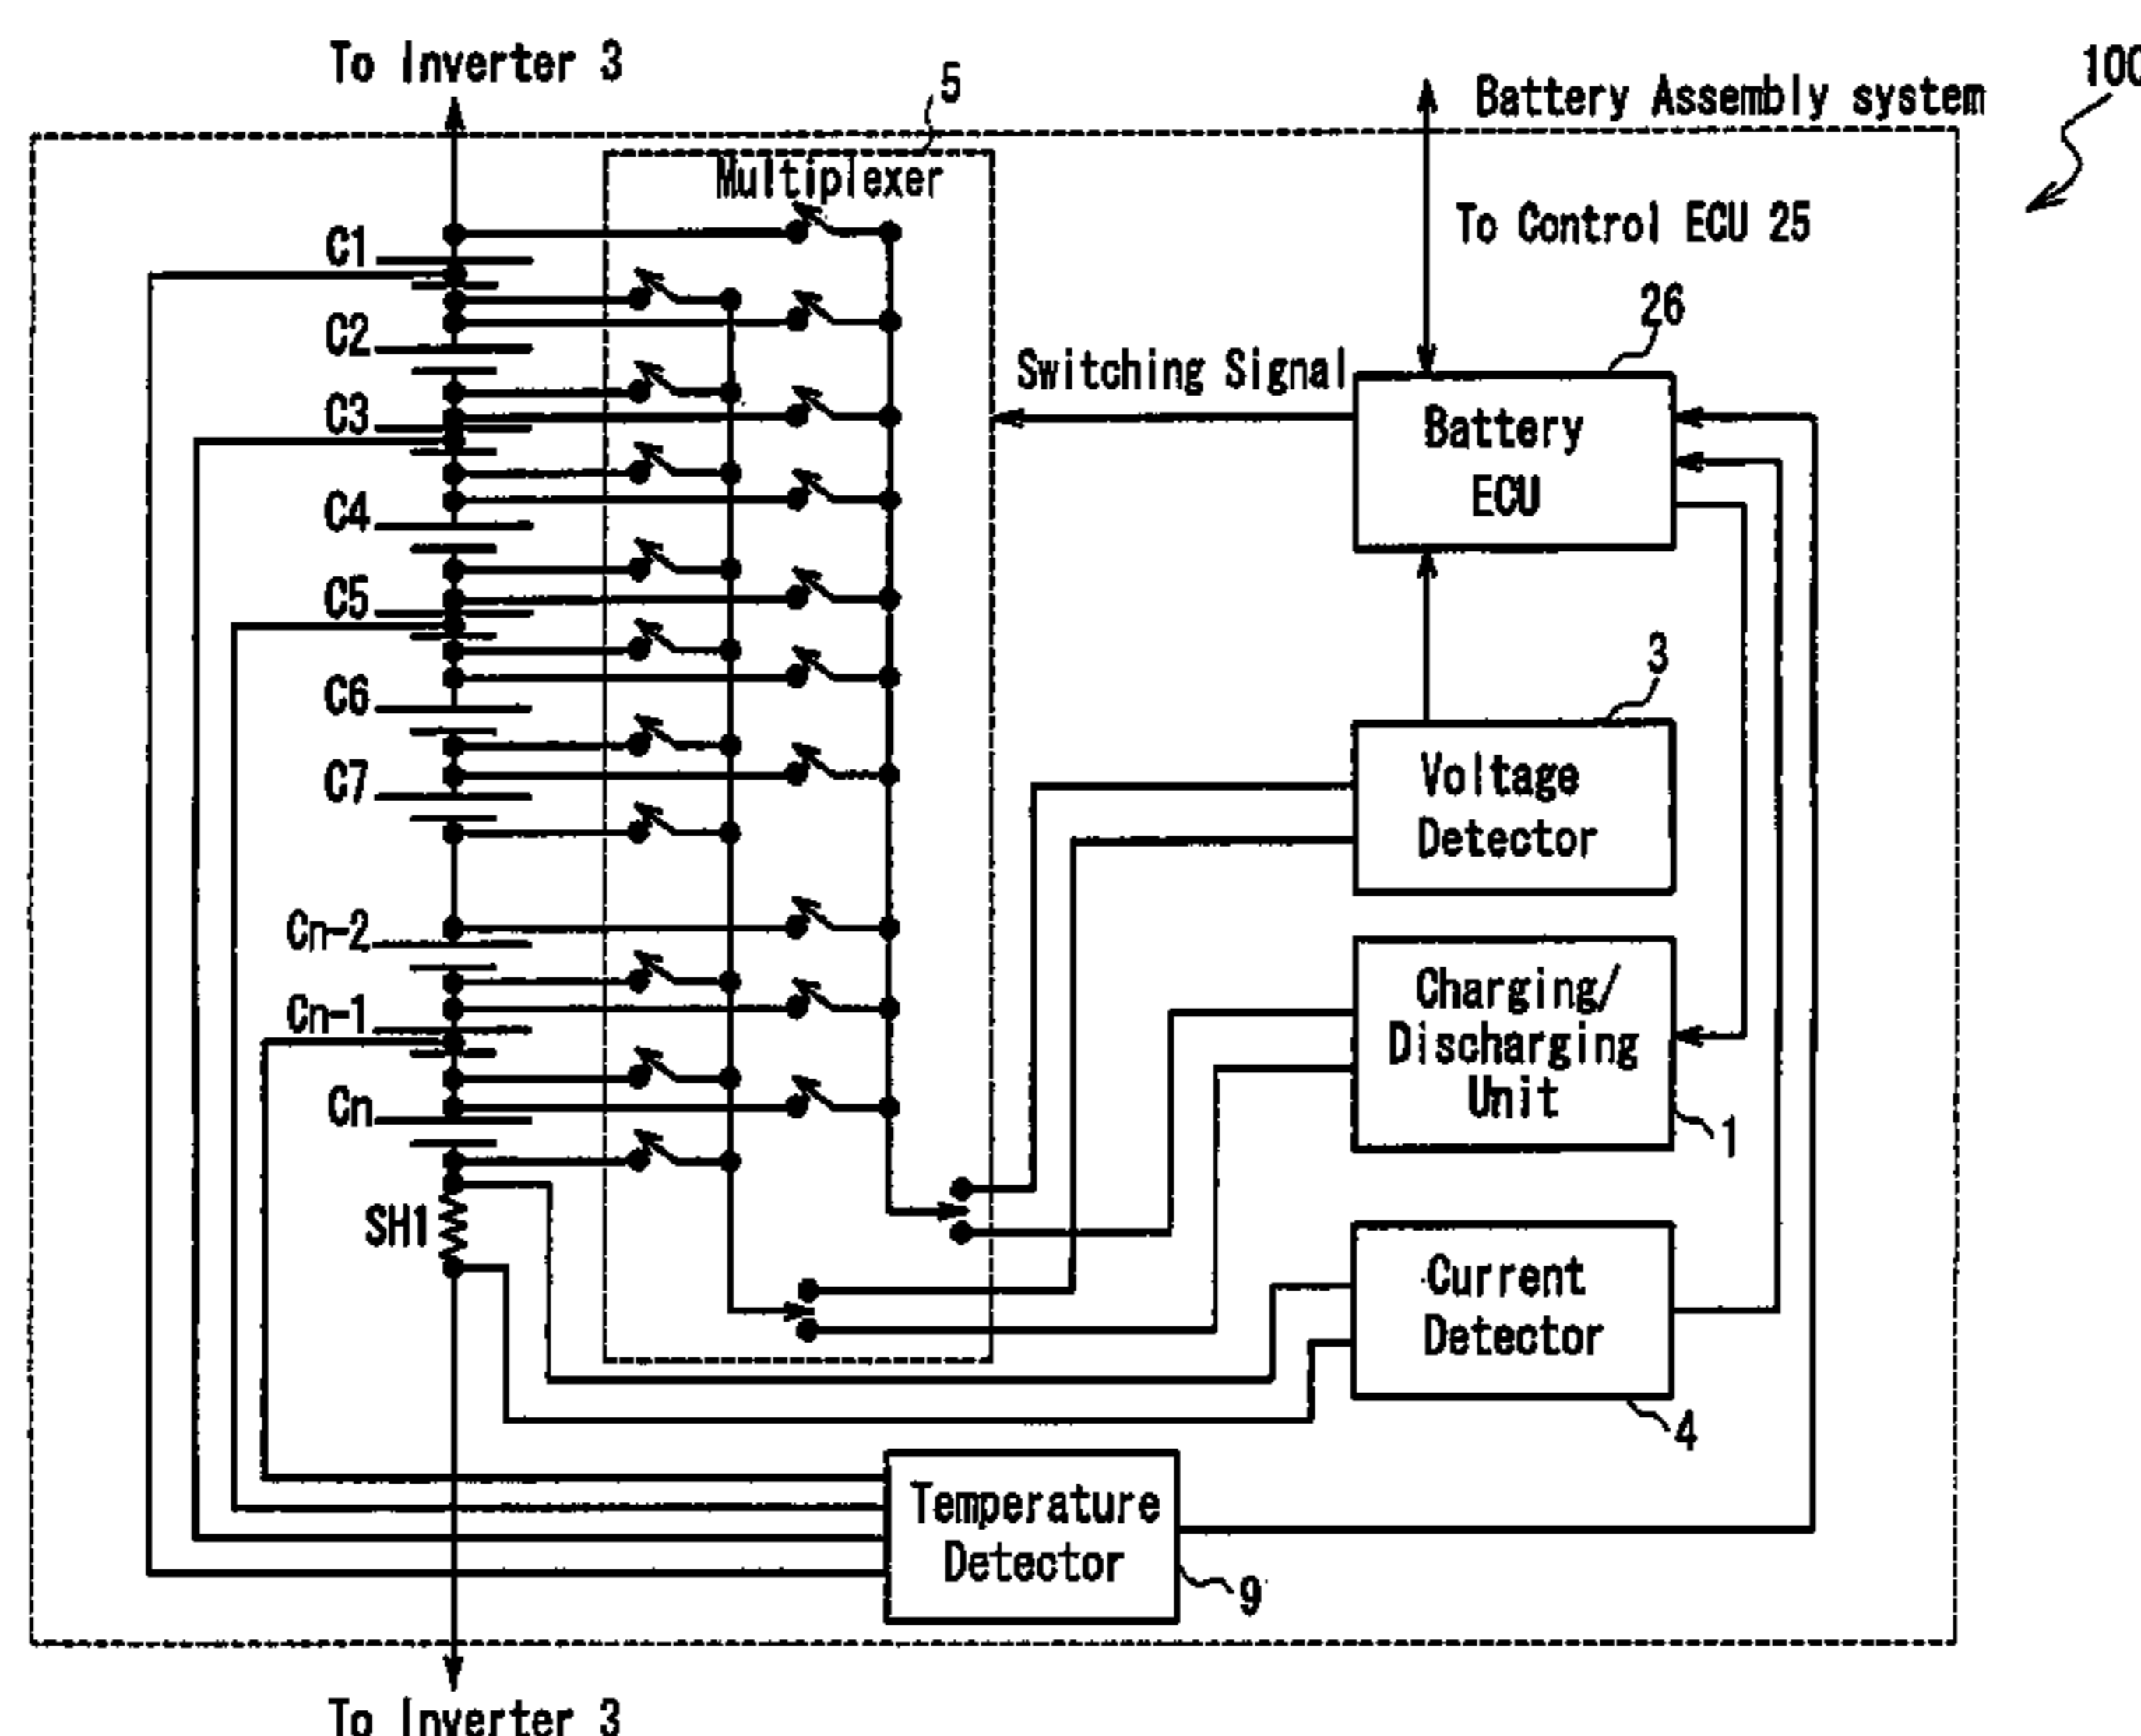 To Inverter 3
5
Battery Assembly system
100
Multiplexer
To Control ECU 25
C1
C2
C3
C4
C5
C6
C7
Cn-2
Cn-1
Cn
SH1
Switching Signal
26
Battery
ECU
3
Voltage
Detector
Charging/
Discharging
Unit
1
Current
Detector
4
Temperature
Detector
9
To Inverter 3